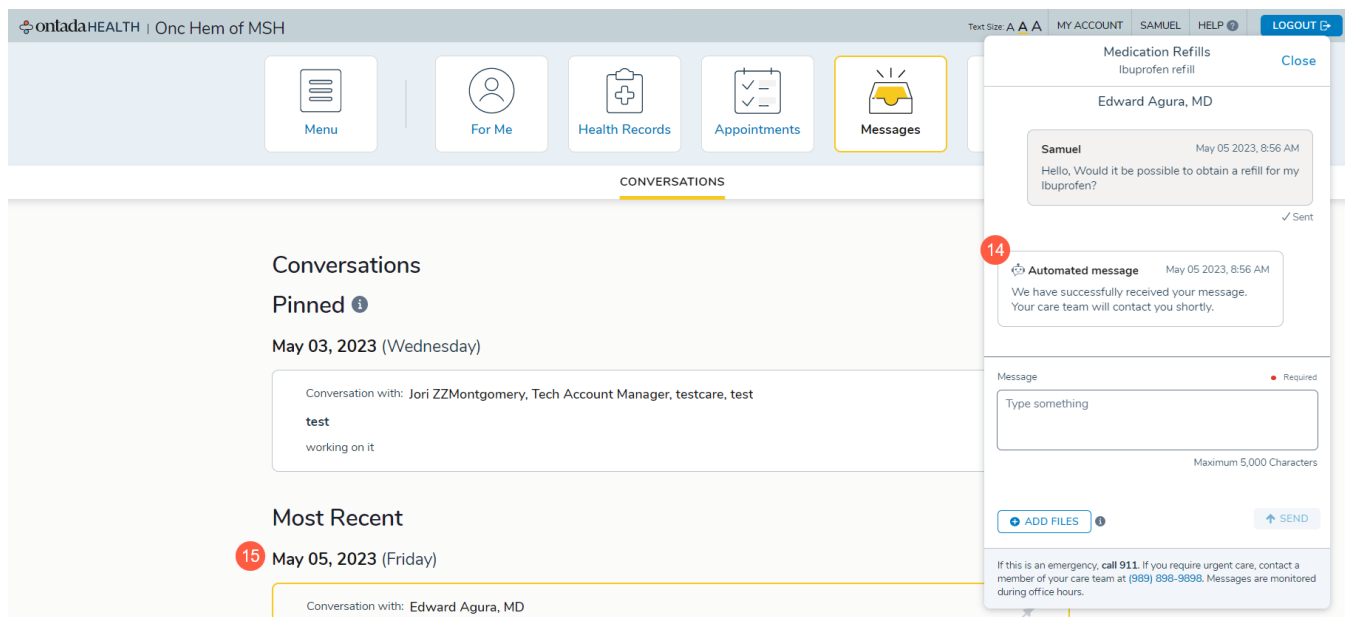 ontada HEALTH | Onc Hem of MSH
Text Size: A A A MY ACCOUNT SAMUEL HELP ? LOGOUT
Menu
For Me
Health Records
Appointments
Messages
CONVERSATIONS
Conversations
Pinned i
May 03, 2023 (Wednesday)
Conversation with: Jori ZZMontgomery, Tech Account Manager, testcare, test
test
working on it
Most Recent
15 May 05, 2023 (Friday)
Conversation with: Edward Agura, MD
Medication Refills
Ibuprofen refill
Close
Edward Agura, MD
Samuel May 05 2023, 8:56 AM
Hello, Would it be possible to obtain a refill for my
Ibuprofen?
✓ Sent
14
Automated message May 05 2023, 8:56 AM
We have successfully received your message.
Your care team will contact you shortly.
Message • Required
Type something
Maximum 5,000 Characters
+ ADD FILES i ↑ SEND
If this is an emergency, call 911. If you require urgent care, contact a
member of your care team at (989) 898-9898. Messages are monitored
during office hours.